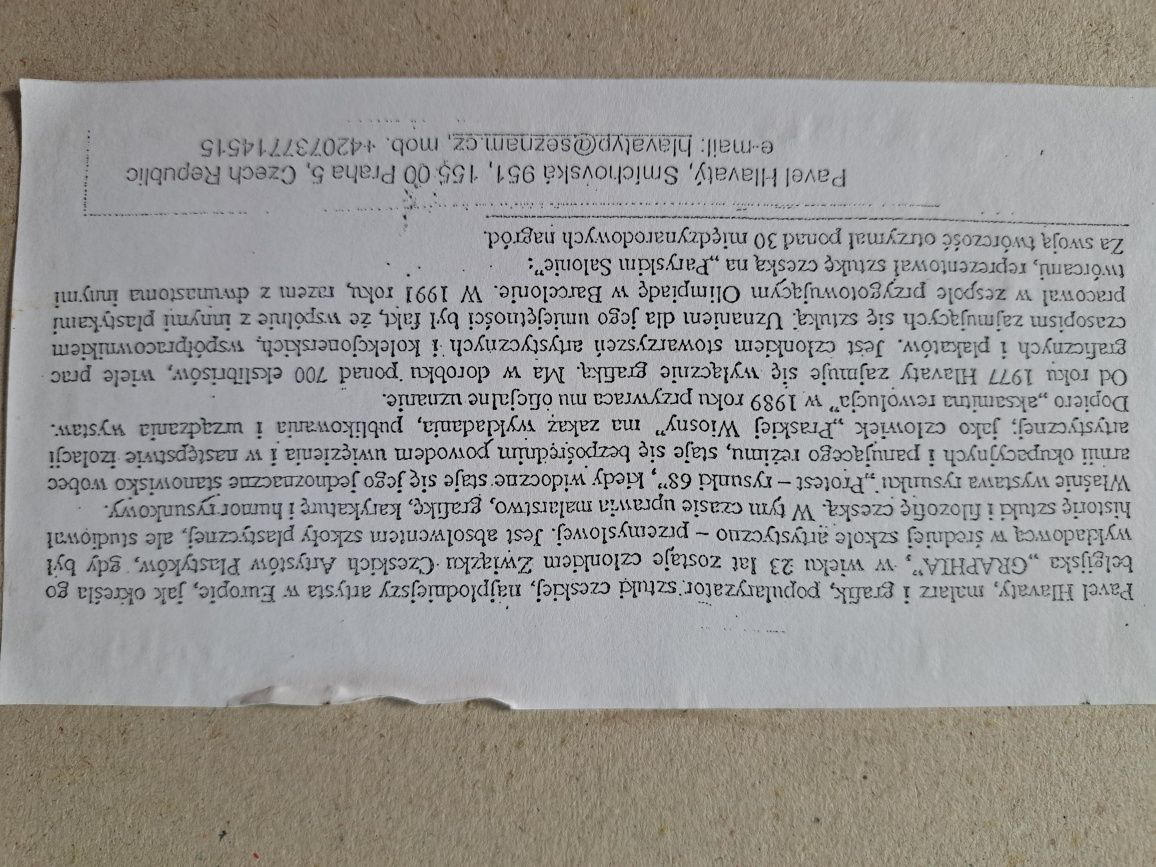 Pavel Hlavaty, malarz i grafik, popularyzator sztuki czeskiej, najpłodniejszy artysta w Europie, jak określa go
belgijska „GRAPHIA”, w wieku 23 lat zostaje członkiem Związku Czeskich Artystów Plastyków, gdy był
wykładowcą w średniej szkole artystyczno – przemysłowej. Jest absolwentem szkoły plastycznej, ale studiował
historię sztuki i filozofię czeską. W tym czasie uprawia malarstwo, grafikę, karykaturę i humor rysunkowy.
Właśnie wystawa rysunku „Protest – rysunki 68”, kiedy widoczne staje się jego jednoznaczne stanowisko wobec
armii okupacyjnych i panującego reżimu, staje się bezpośrednim powodem uwięzienia i w następstwie izolacji
artystycznej; jako człowiek „Praskiej Wiosny” ma zakaz wykładania, publikowania i urządzania wystaw.
Dopiero „aksamitna rewolucja” w 1989 roku przywraca mu oficjalne uznanie.
Od roku 1977 Hlavaty zajmuje się wyłącznie grafiką. Ma w dorobku ponad 700 ekslibrisów, wiele prac
graficznych i plakatów. Jest członkiem stowarzyszeń artystycznych i kolekcjonerskich, współpracownikiem
czasopism zajmujących się sztuką. Uznaniem dla jego umiejętności był fakt, że wspólnie z innymi plastykami
pracował w zespole przygotowującym Olimpiadę w Barcelonie. W 1991 roku, razem z dwunastoma innymi
twórcami, reprezentował sztukę czeską na „Paryskim Salonie”.
Za swoją twórczość otrzymał ponad 30 międzynarodowych nagród.
Pavel Hlavatý, Smíchovská 951, 155 00 Praha 5, Czech Republic
e-mail: hlavatyp@seznam.cz, mob. +420737714515